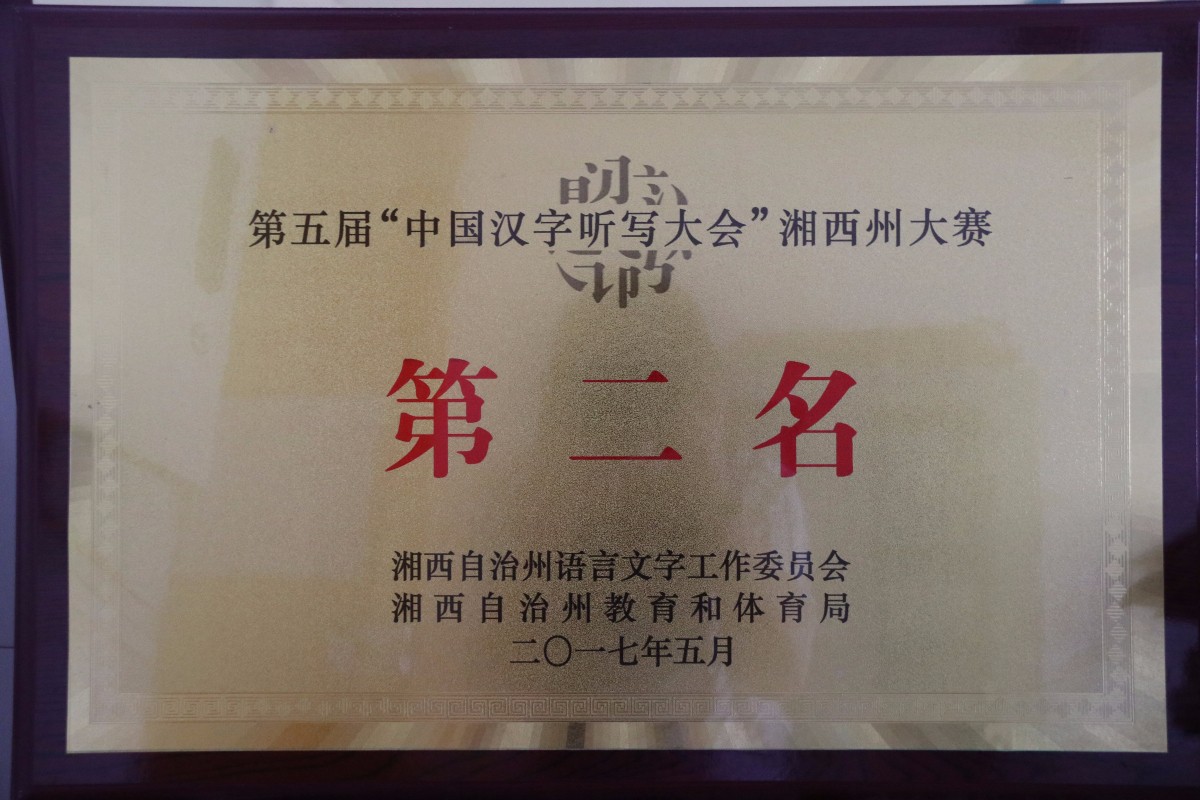 第五届“中国汉字听写大会”湘西州大赛
第二名
湘西自治州语言文字工作委员会
湘西自治州教育和体育局
二〇一七年五月